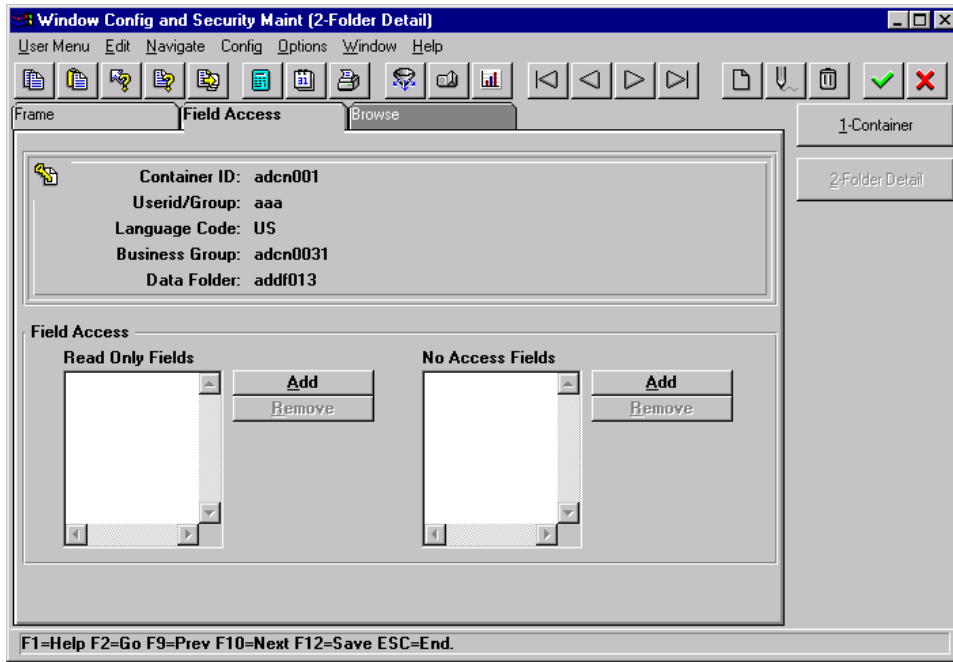 Window Config and Security Maint (2-Folder Detail)
User Menu Edit Navigate Config Options Window Help
Frame Field Access Browse
1-Container
2-Folder Detail
Container ID: adcn001
Userid/Group: aaa
Language Code: US
Business Group: adcn0031
Data Folder: addf013
Field Access
Read Only Fields No Access Fields
Add Add
Remove Remove
F1=Help F2=Go F9=Prev F10=Next F12=Save ESC=End.